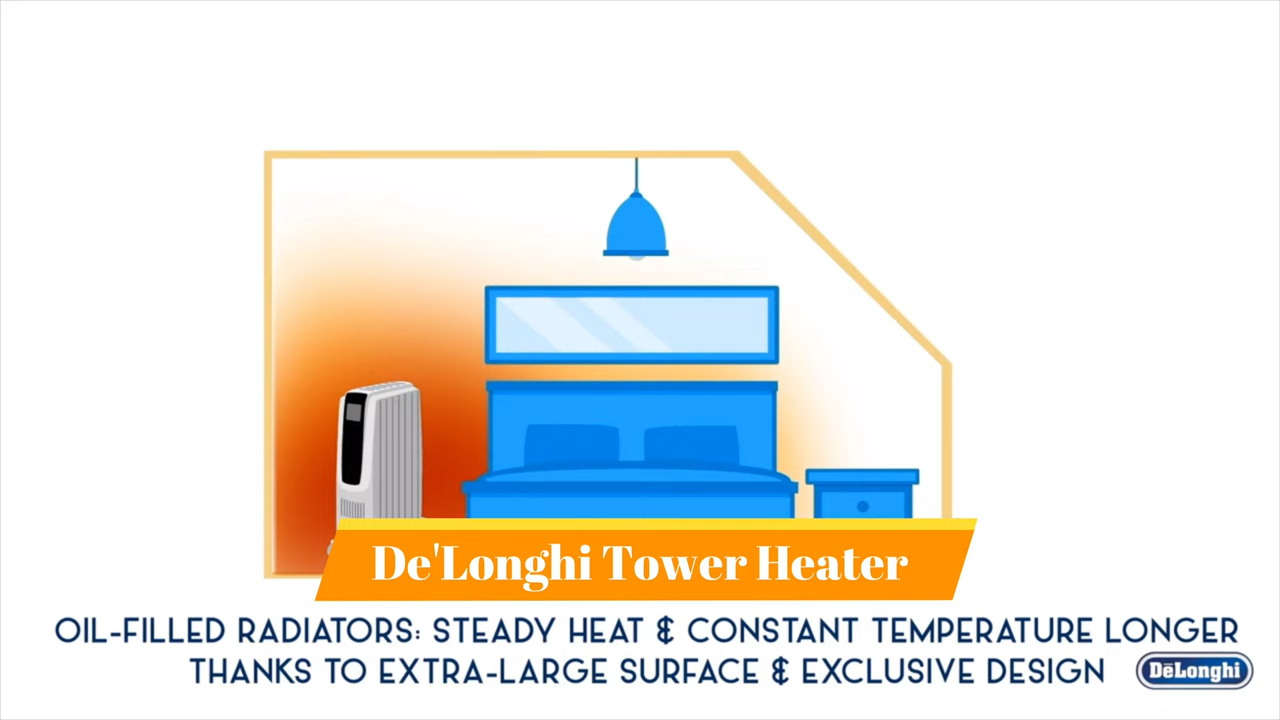 De'Longhi Tower Heater
OIL-FILLED RADIATORS: STEADY HEAT & CONSTANT TEMPERATURE LONGER
THANKS TO EXTRA-LARGE SURFACE & EXCLUSIVE DESIGN
DeLonghi